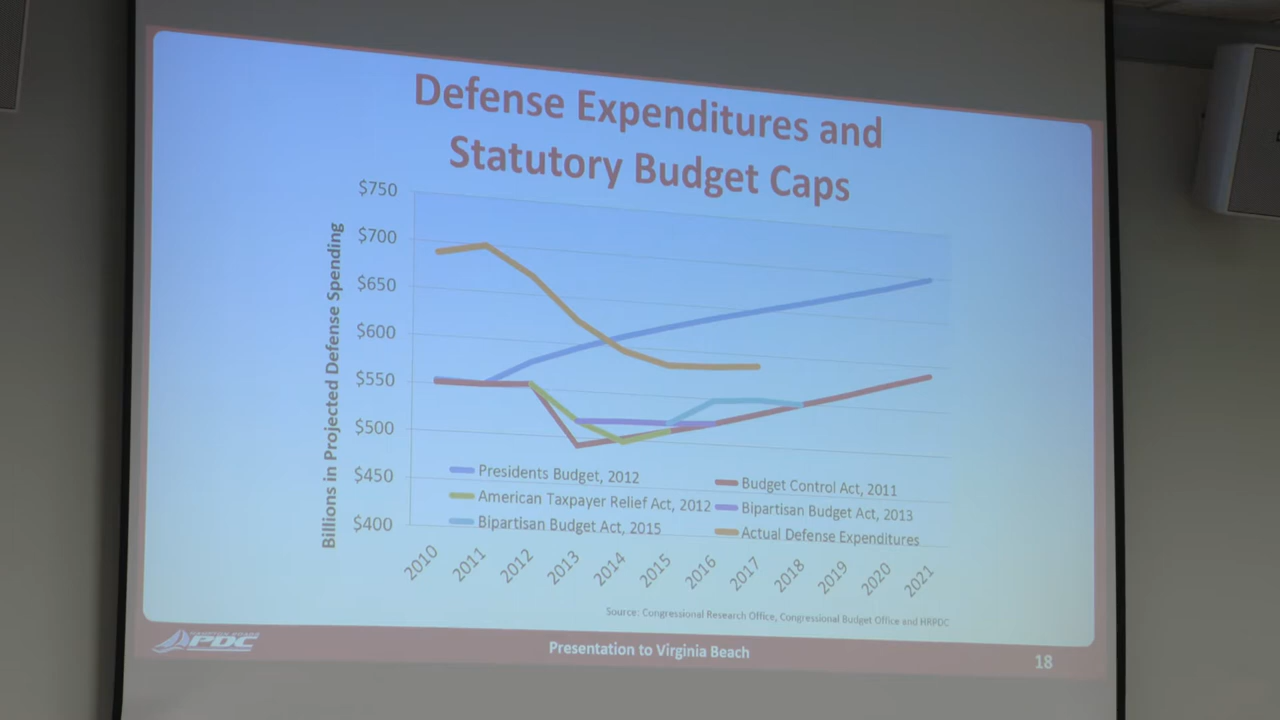 Defense Expenditures and
Statutory Budget Caps
Billions in Projected Defense Spending
$750
$700
$650
$600
$550
$500
$450
$400
Presidents Budget, 2012
Budget Control Act, 2011
American Taxpayer Relief Act, 2012
Bipartisan Budget Act, 2013
Bipartisan Budget Act, 2015
Actual Defense Expenditures
2010 2011 2012 2013 2014 2015 2016 2017 2018 2019 2020 2021
Source: Congressional Research Office, Congressional Budget Office and HRPDC
HAMPTON ROADS
PDC
Presentation to Virginia Beach
18